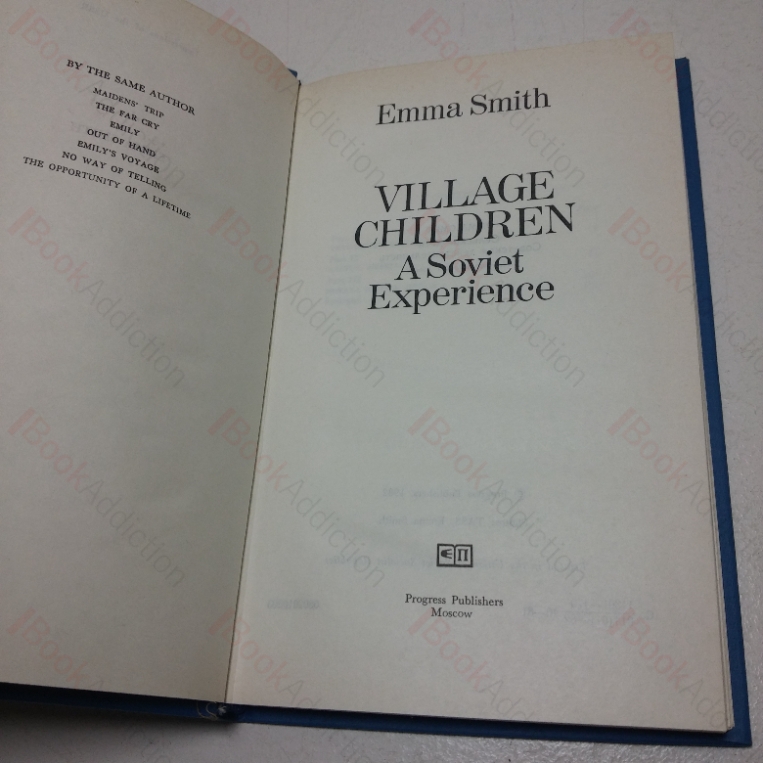 BY THE SAME AUTHOR
MAIDENS' TRIP
THE FAR CRY
EMILY
OUT OF HAND
EMILY'S VOYAGE
NO WAY OF TELLING
THE OPPORTUNITY OF A LIFETIME
Emma Smith
VILLAGE
CHILDREN
A Soviet
Experience
Progress Publishers
Moscow
BookAddiction